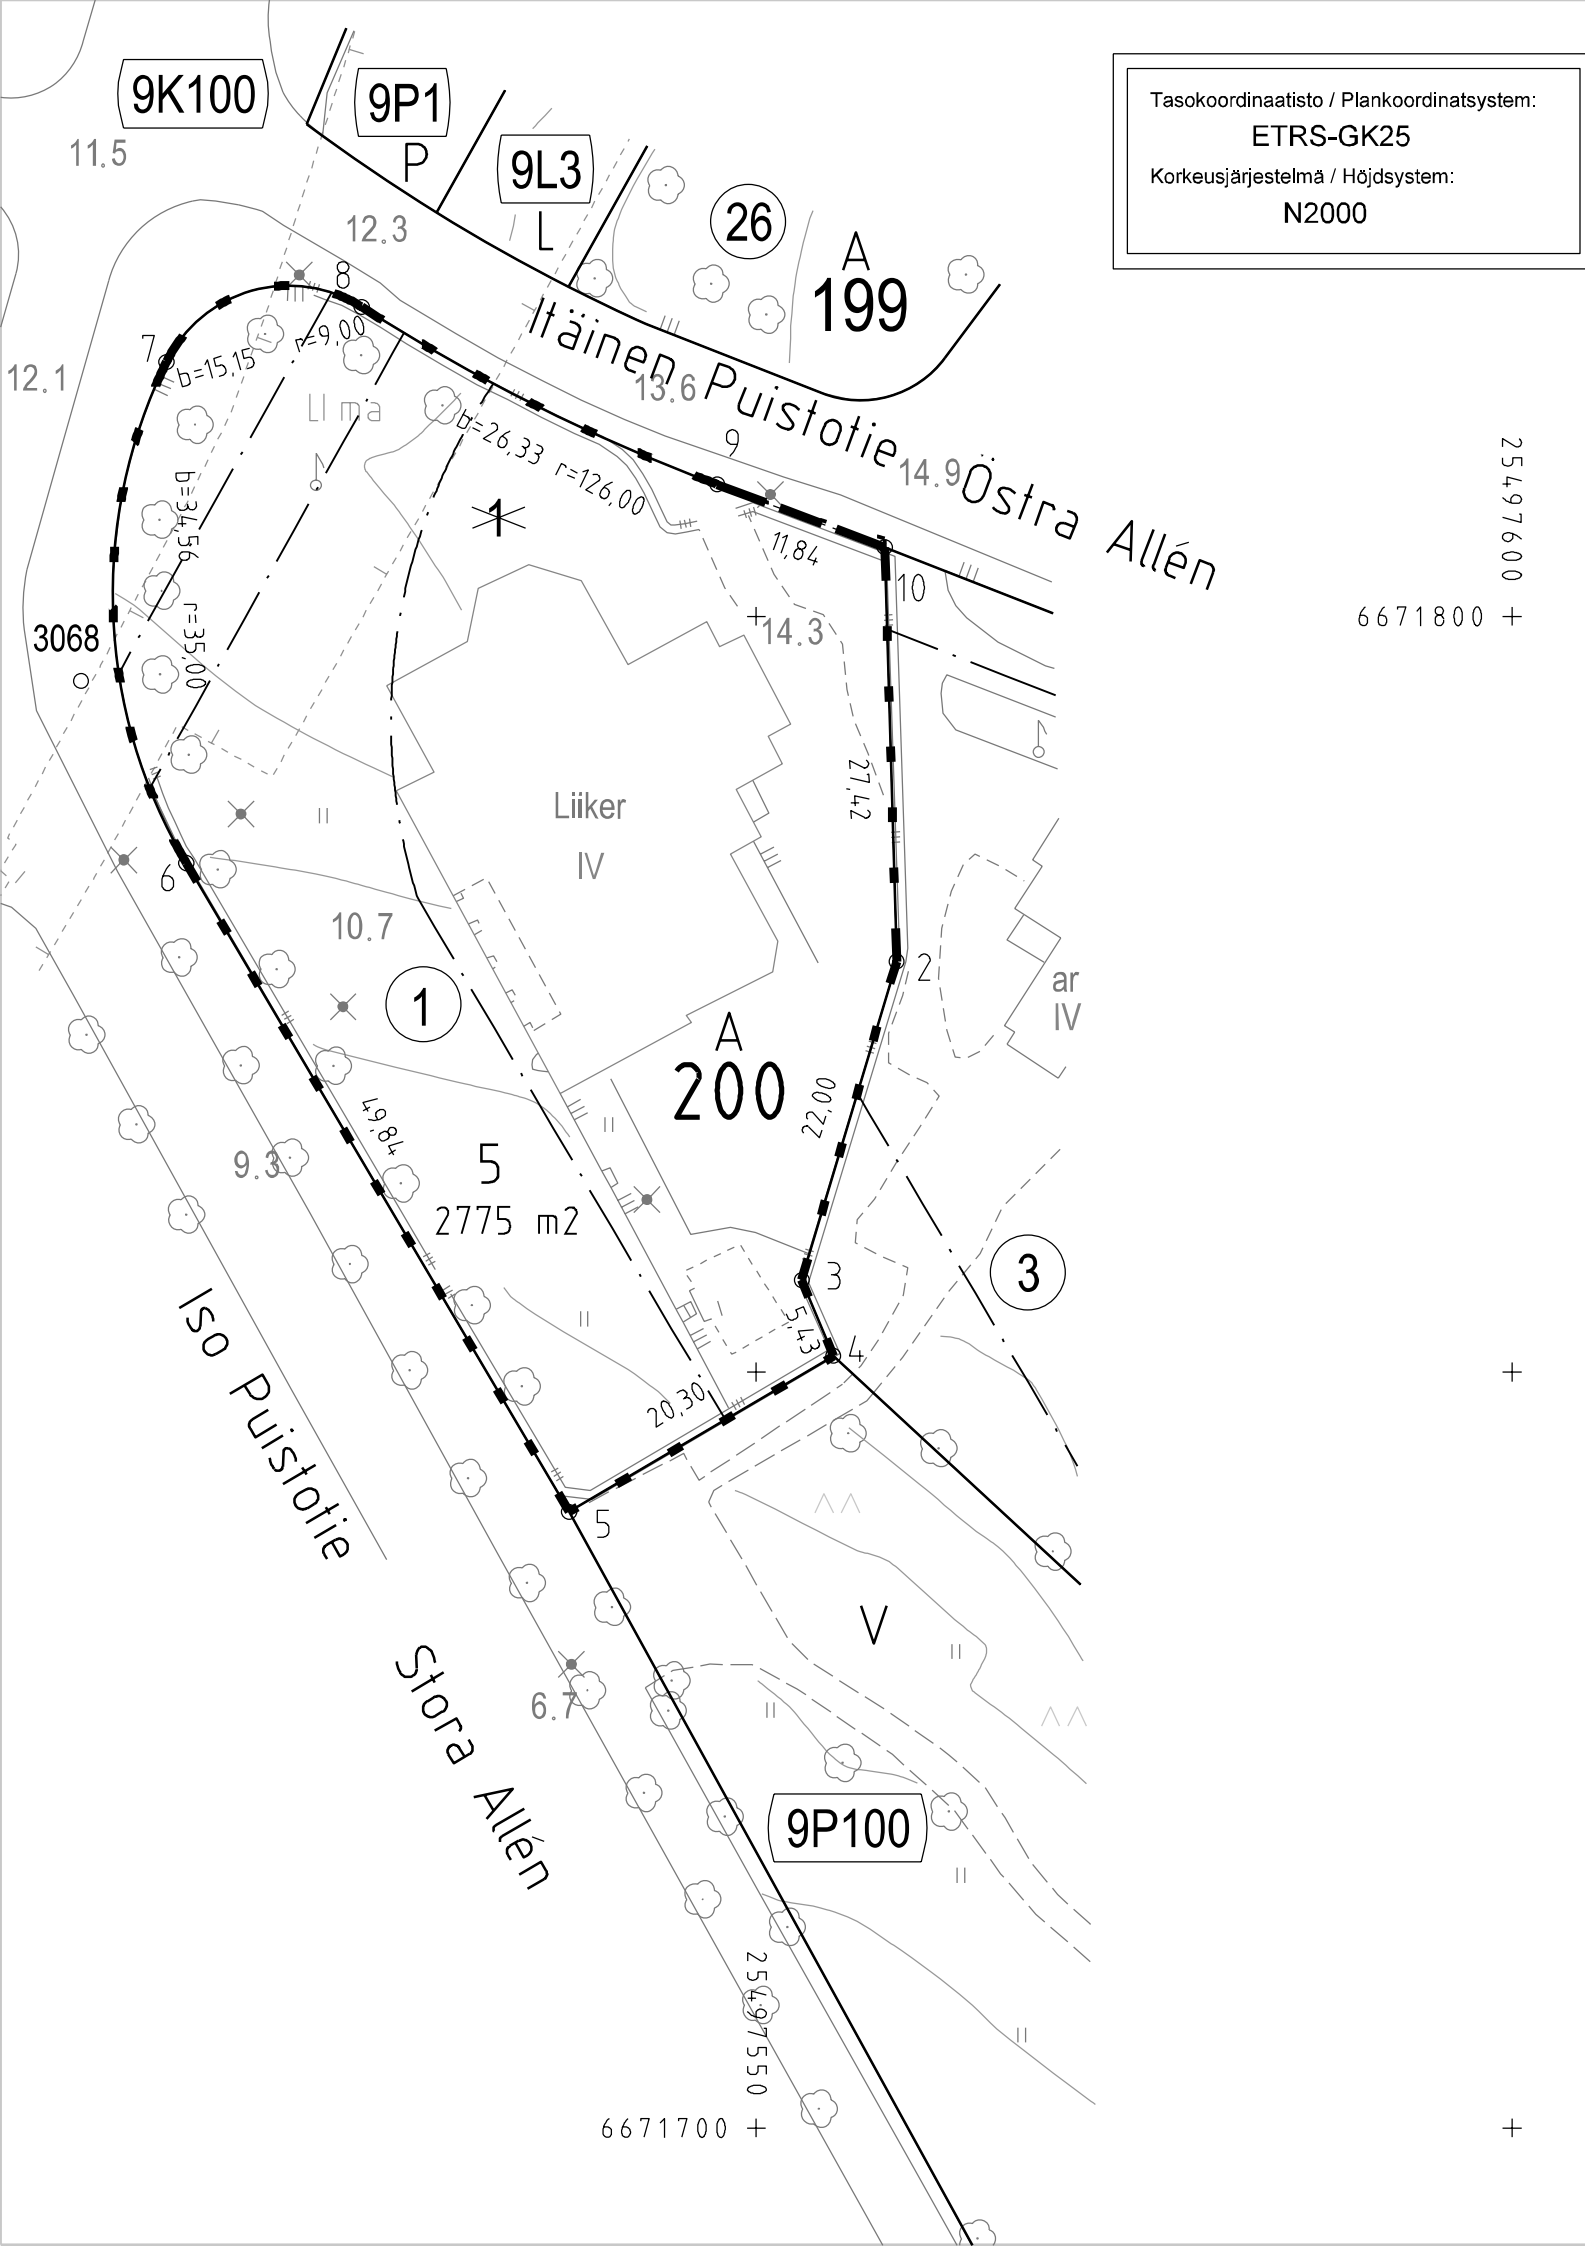 9K100
9P1
P
9L3
L
26
A
199
Tasokoordinaatisto / Plankoordinatsystem:
ETRS-GK25
Korkeusjärjestelmä / Höjdsystem:
N2000
11.5
12.3
12.1
13.6
14.9
Itäinen Puistotie
Östra Allén
8
7
r=9,00
b=15,15
b=26,33 r=126,00
9
11,84
10
1
b=34,56 r=35,00
3068
14.3
25497600
6671800
27,42
Liiker
IV
6
10.7
1
2
ar
IV
A
200
22,00
49,84
9.3
5
2775 m2
3
3
5,43
4
20,30
5
Iso Puistotie
Stora Allén
V
6.7
9P100
25497550
6671700